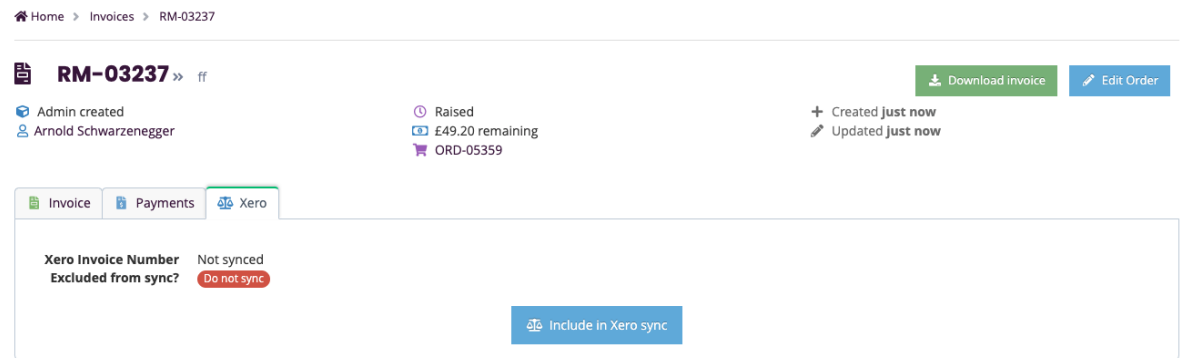 Home > Invoices > RM-03237
RM-03237 » ff
Download invoice
Edit Order
Admin created
Arnold Schwarzenegger
Raised
£49.20 remaining
ORD-05359
Created just now
Updated just now
Invoice
Payments
Xero
Xero Invoice Number Not synced
Excluded from sync? Do not sync
Include in Xero sync